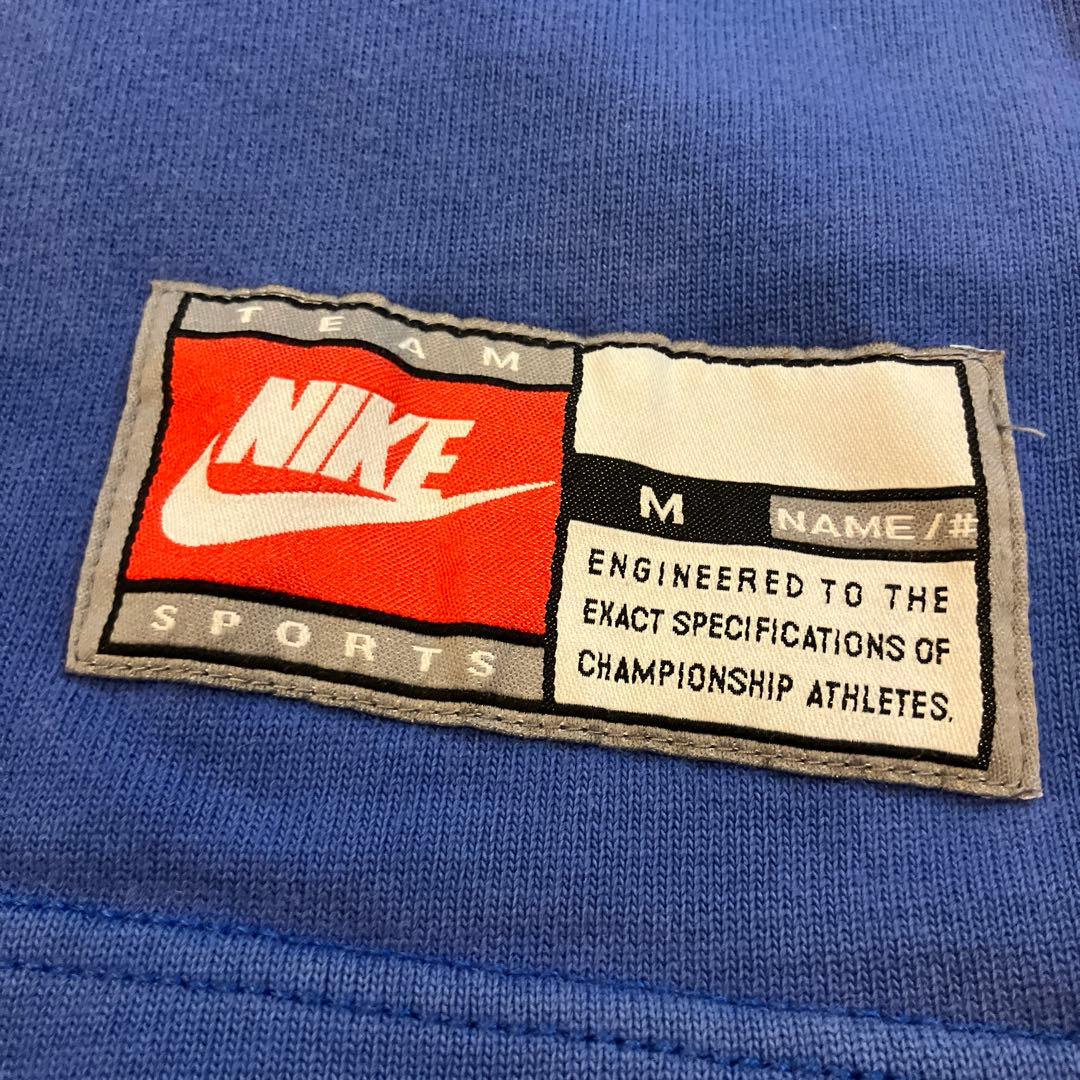 TEAM
NIKE
SPORTS
M NAME/#
ENGINEERED TO THE
EXACT SPECIFICATIONS OF
CHAMPIONSHIP ATHLETES.